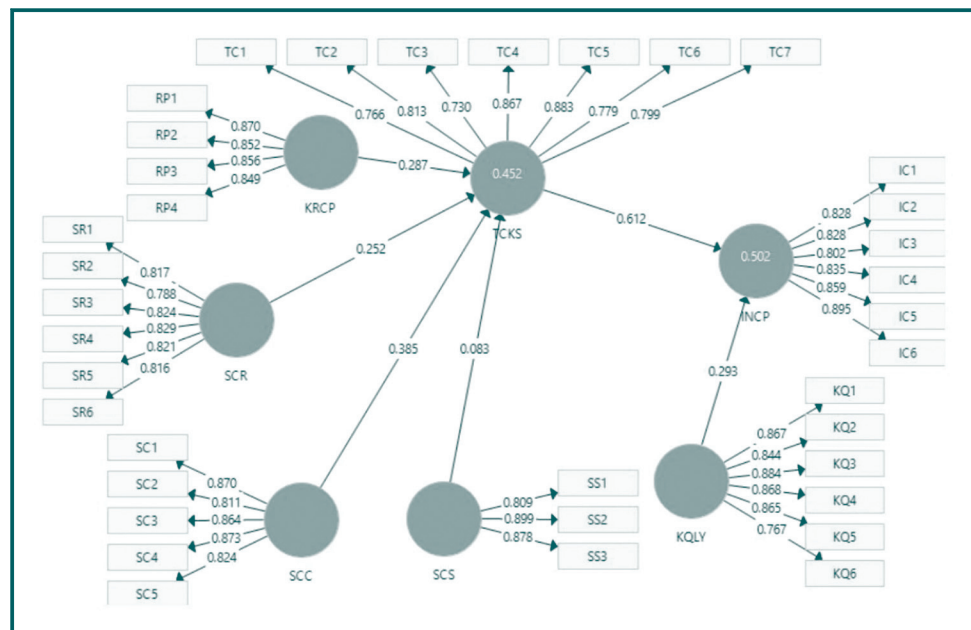 TC1
TC2
TC3
TC4
TC5
TC6
TC7
0.766
0.813
0.730
0.867
0.883
0.779
0.799
RP1
RP2
RP3
RP4
0.870
0.852
0.856
0.849
KRCP
0.287
0.452
TCKS
SR1
SR2
SR3
SR4
SR5
SR6
0.817
0.788
0.824
0.829
0.821
0.816
SCR
0.252
0.612
0.502
INCP
IC1
IC2
IC3
IC4
IC5
IC6
0.828
0.828
0.802
0.835
0.859
0.895
0.385
0.083
0.293
SC1
SC2
SC3
SC4
SC5
0.870
0.811
0.864
0.873
0.824
SCC
SCS
0.809
0.899
0.878
SS1
SS2
SS3
KQLY
0.867
0.844
0.884
0.868
0.865
0.767
KQ1
KQ2
KQ3
KQ4
KQ5
KQ6